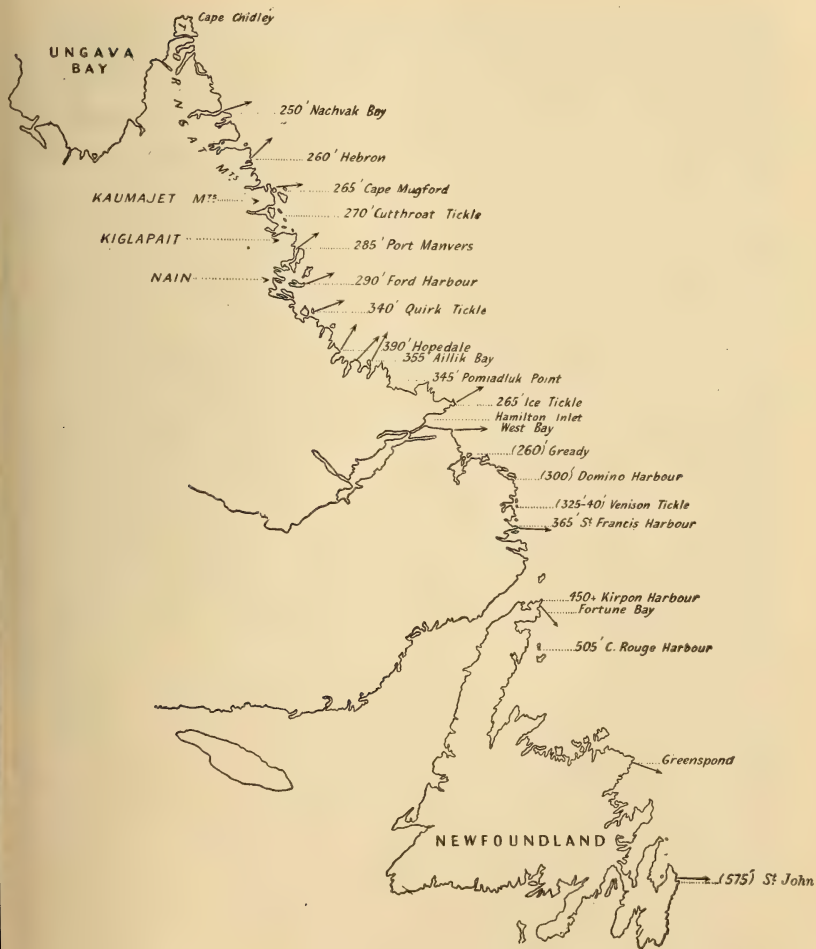 Cape Chidley
UNGAVA
BAY
TORNGAT MTS
250' Nachvak Bay
260' Hebron
265' Cape Mugford
KAUMAJET MTS
270' Cutthroat Tickle
KIGLAPAIT
285' Port Manvers
NAIN
290' Ford Harbour
340' Quirk Tickle
390' Hopedale
355' Aillik Bay
345' Pomiadluk Point
265' Ice Tickle
Hamilton Inlet
West Bay
(260') Gready
(300') Domino Harbour
(325'-40') Venison Tickle
365' St Francis Harbour
450+ Kirpon Harbour
Fortune Bay
505' C. Rouge Harbour
Greenspond
NEWFOUNDLAND
(575') St John